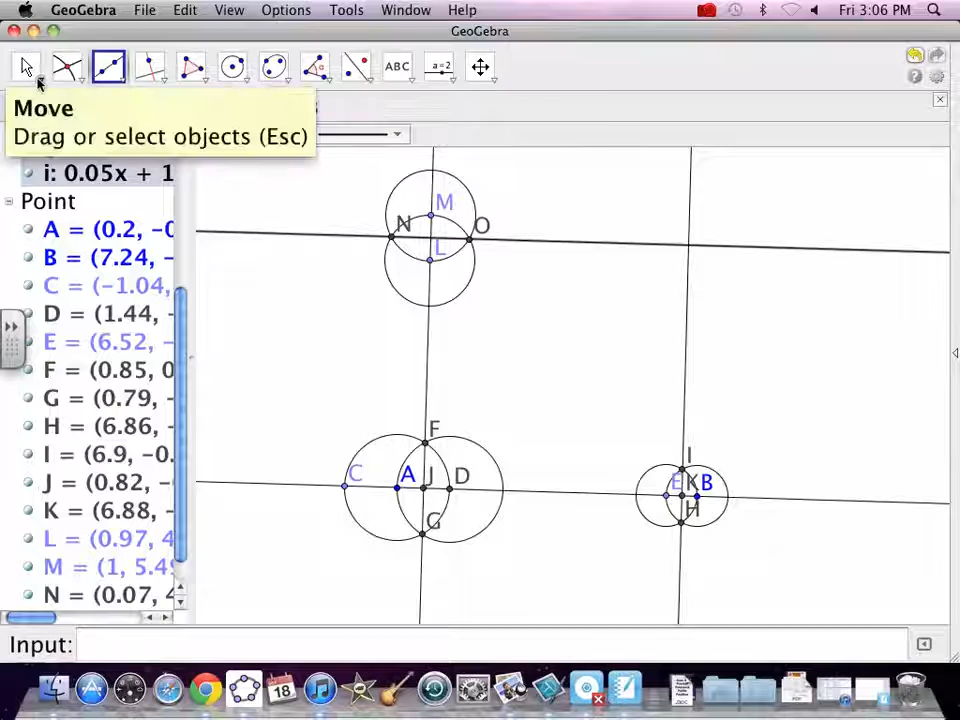 GeoGebra File Edit View Options Tools Window Help Fri 3:06 PM
GeoGebra
ABC
a=2
Move
Drag or select objects (Esc)
i: 0.05x + 1
Point
A = (0.2, -0
B = (7.24, -
C = (-1.04,
D = (1.44, -
E = (6.52, -
F = (0.85, 0
G = (0.79, -
H = (6.86, -
I = (6.9, -0.
J = (0.82, -
K = (6.88, -
L = (0.97, 4
M = (1, 5.49
N = (0.07, 4
M
N
O
L
F
I
C
A
J
D
E
K
B
G
H
Input:
18